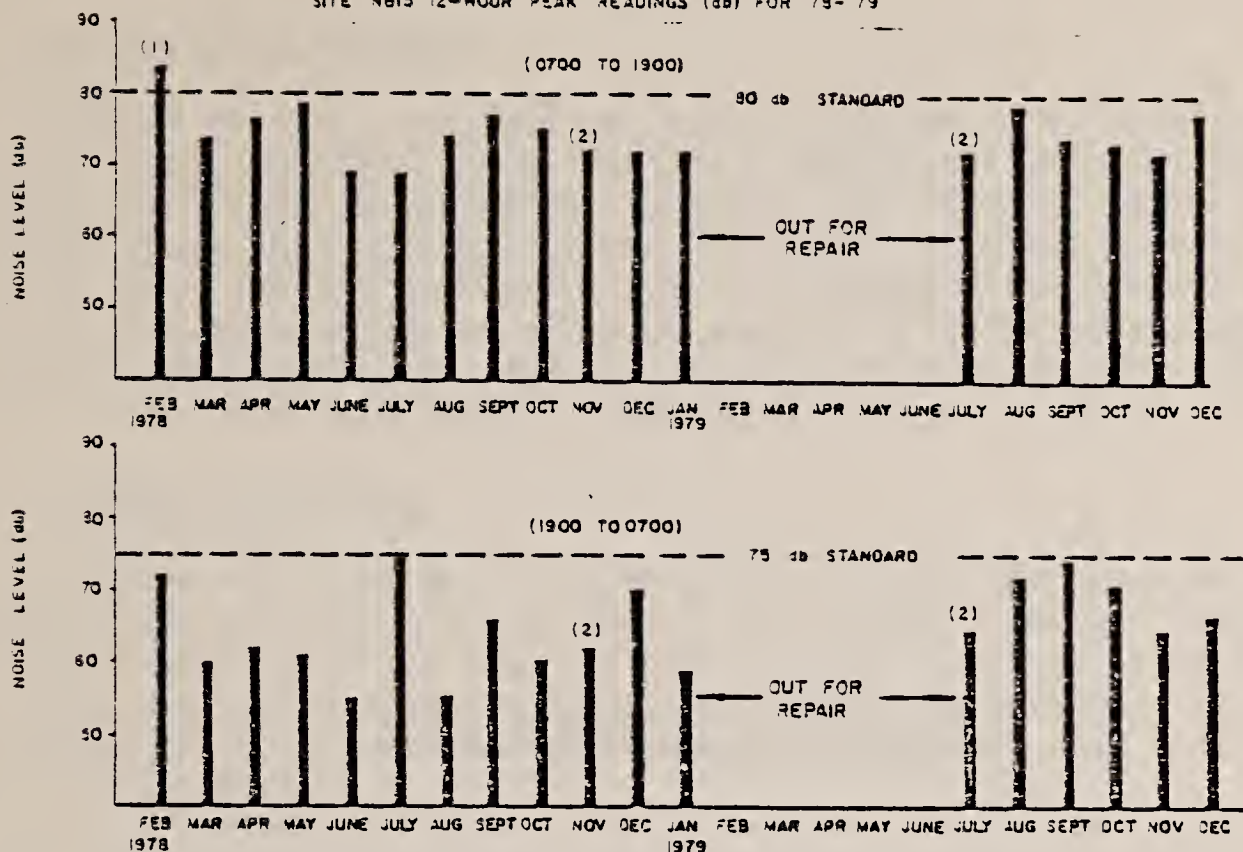 SITE NB15 12-HOUR PEAK READINGS (db) FOR 78-79
90
(1)
(0700 TO 1900)
80
80 db STANDARD
(2)
(2)
70
NOISE LEVEL (db)
60
OUT FOR
REPAIR
50
FEB MAR APR MAY JUNE JULY AUG SEPT OCT NOV DEC JAN FEB MAR APR MAY JUNE JULY AUG SEPT OCT NOV DEC
1978 1979
90
80
(1900 TO 0700)
75 db STANDARD
NOISE LEVEL (db)
70
(2)
(2)
60
OUT FOR
REPAIR
50
FEB MAR APR MAY JUNE JULY AUG SEPT OCT NOV DEC JAN FEB MAR APR MAY JUNE JULY AUG SEPT OCT NOV DEC
1978 1979